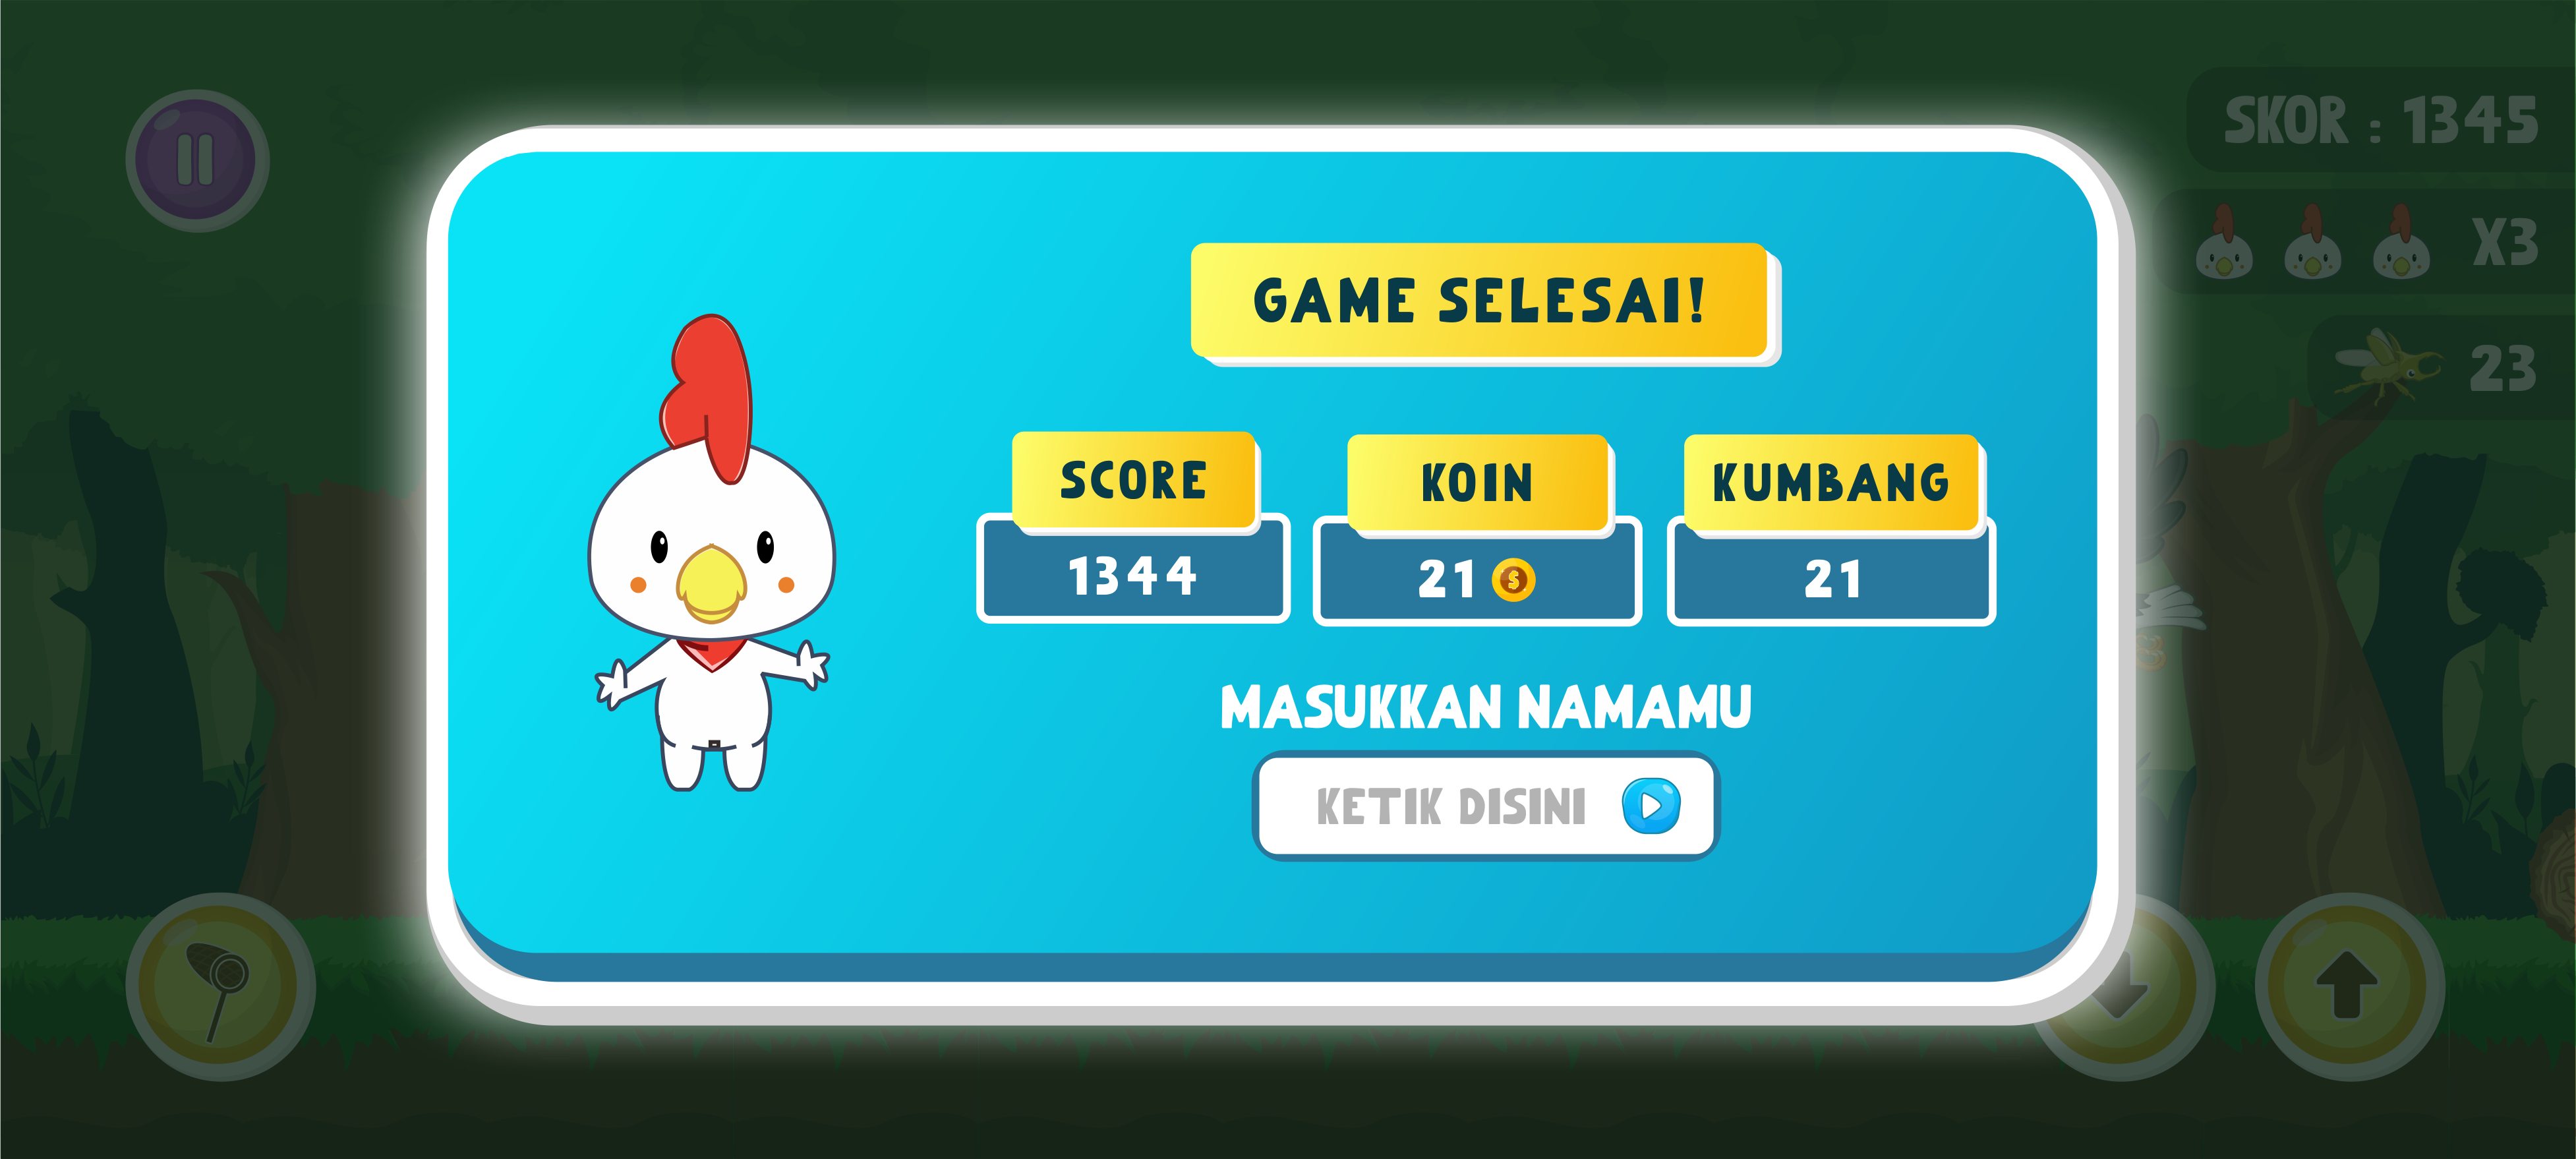 SKOR : 1345
X3
23
GAME SELESAI!
SCORE
KOIN
KUMBANG
1344
21
21
MASUKKAN NAMAMU
KETIK DISINI